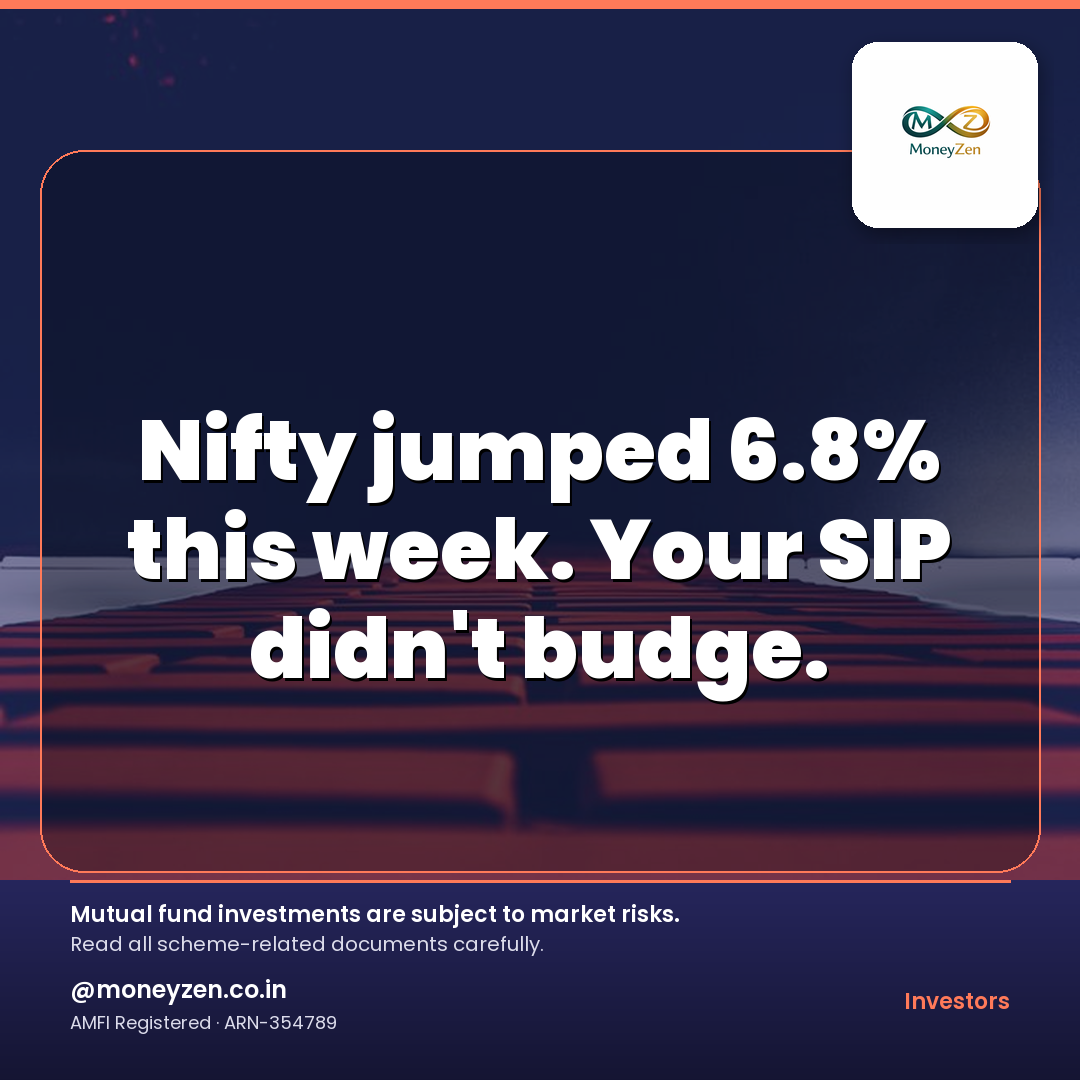 M Z
MoneyZen
Nifty jumped 6.8%
this week. Your SIP
didn't budge.
Mutual fund investments are subject to market risks.
Read all scheme-related documents carefully.
@moneyzen.co.in
AMFI Registered · ARN-354789
Investors